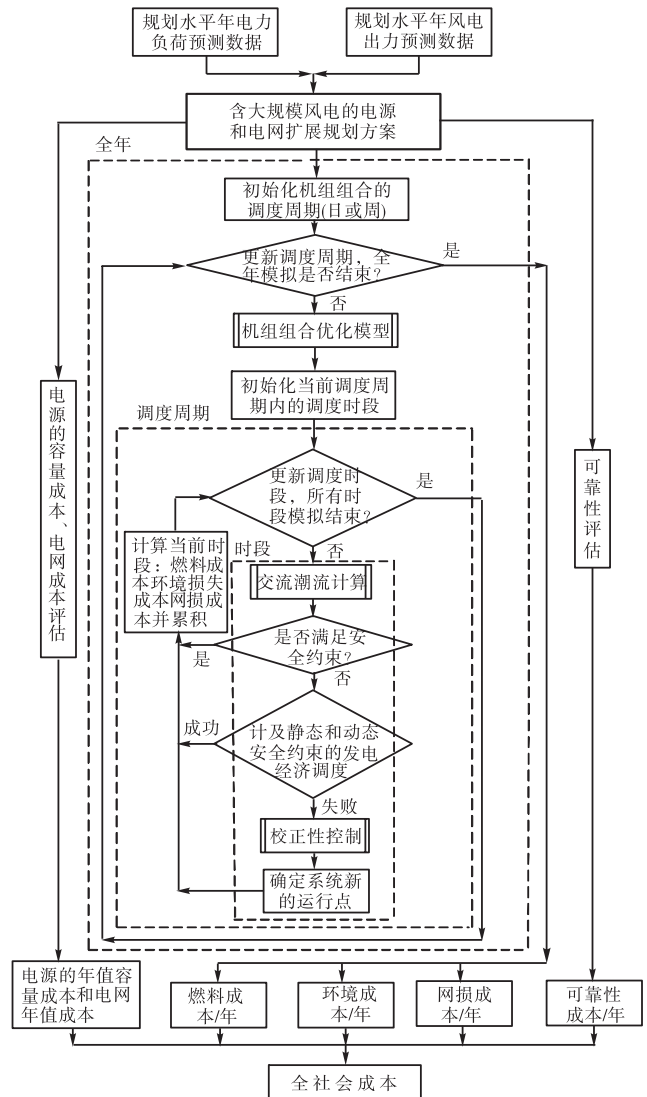 规划水平年电力
负荷预测数据
规划水平年风电
出力预测数据
含大规模风电的电源
和电网扩展规划方案
全年
初始化机组组合的
调度周期(日或周)
更新调度周期，全
年模拟是否结束?
是
否
机组组合优化模型
初始化当前调度周
期内的调度时段
调度周期
更新调度时
段，所有时
段模拟结束?
是
否
电源的容量成本、电网成本评估
可靠性评估
计算当前时
段：燃料成
本环境损失
成本网损成
本并累积
时段
交流潮流计算
是否满足安
全约束?
是
否
成功
计及静态和动态
安全约束的发电
经济调度
失败
校正性控制
确定系统新
的运行点
电源的年值容
量成本和电网
年值成本
燃料成
本/年
环境成
本/年
网损成
本/年
可靠性
成本/年
全社会成本